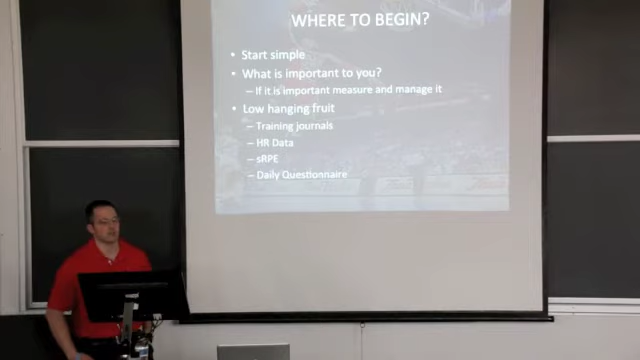 WHERE TO BEGIN?
• Start simple
• What is important to you?
– If it is important measure and manage it
• Low hanging fruit
– Training journals
– HR Data
– sRPE
– Daily Questionnaire